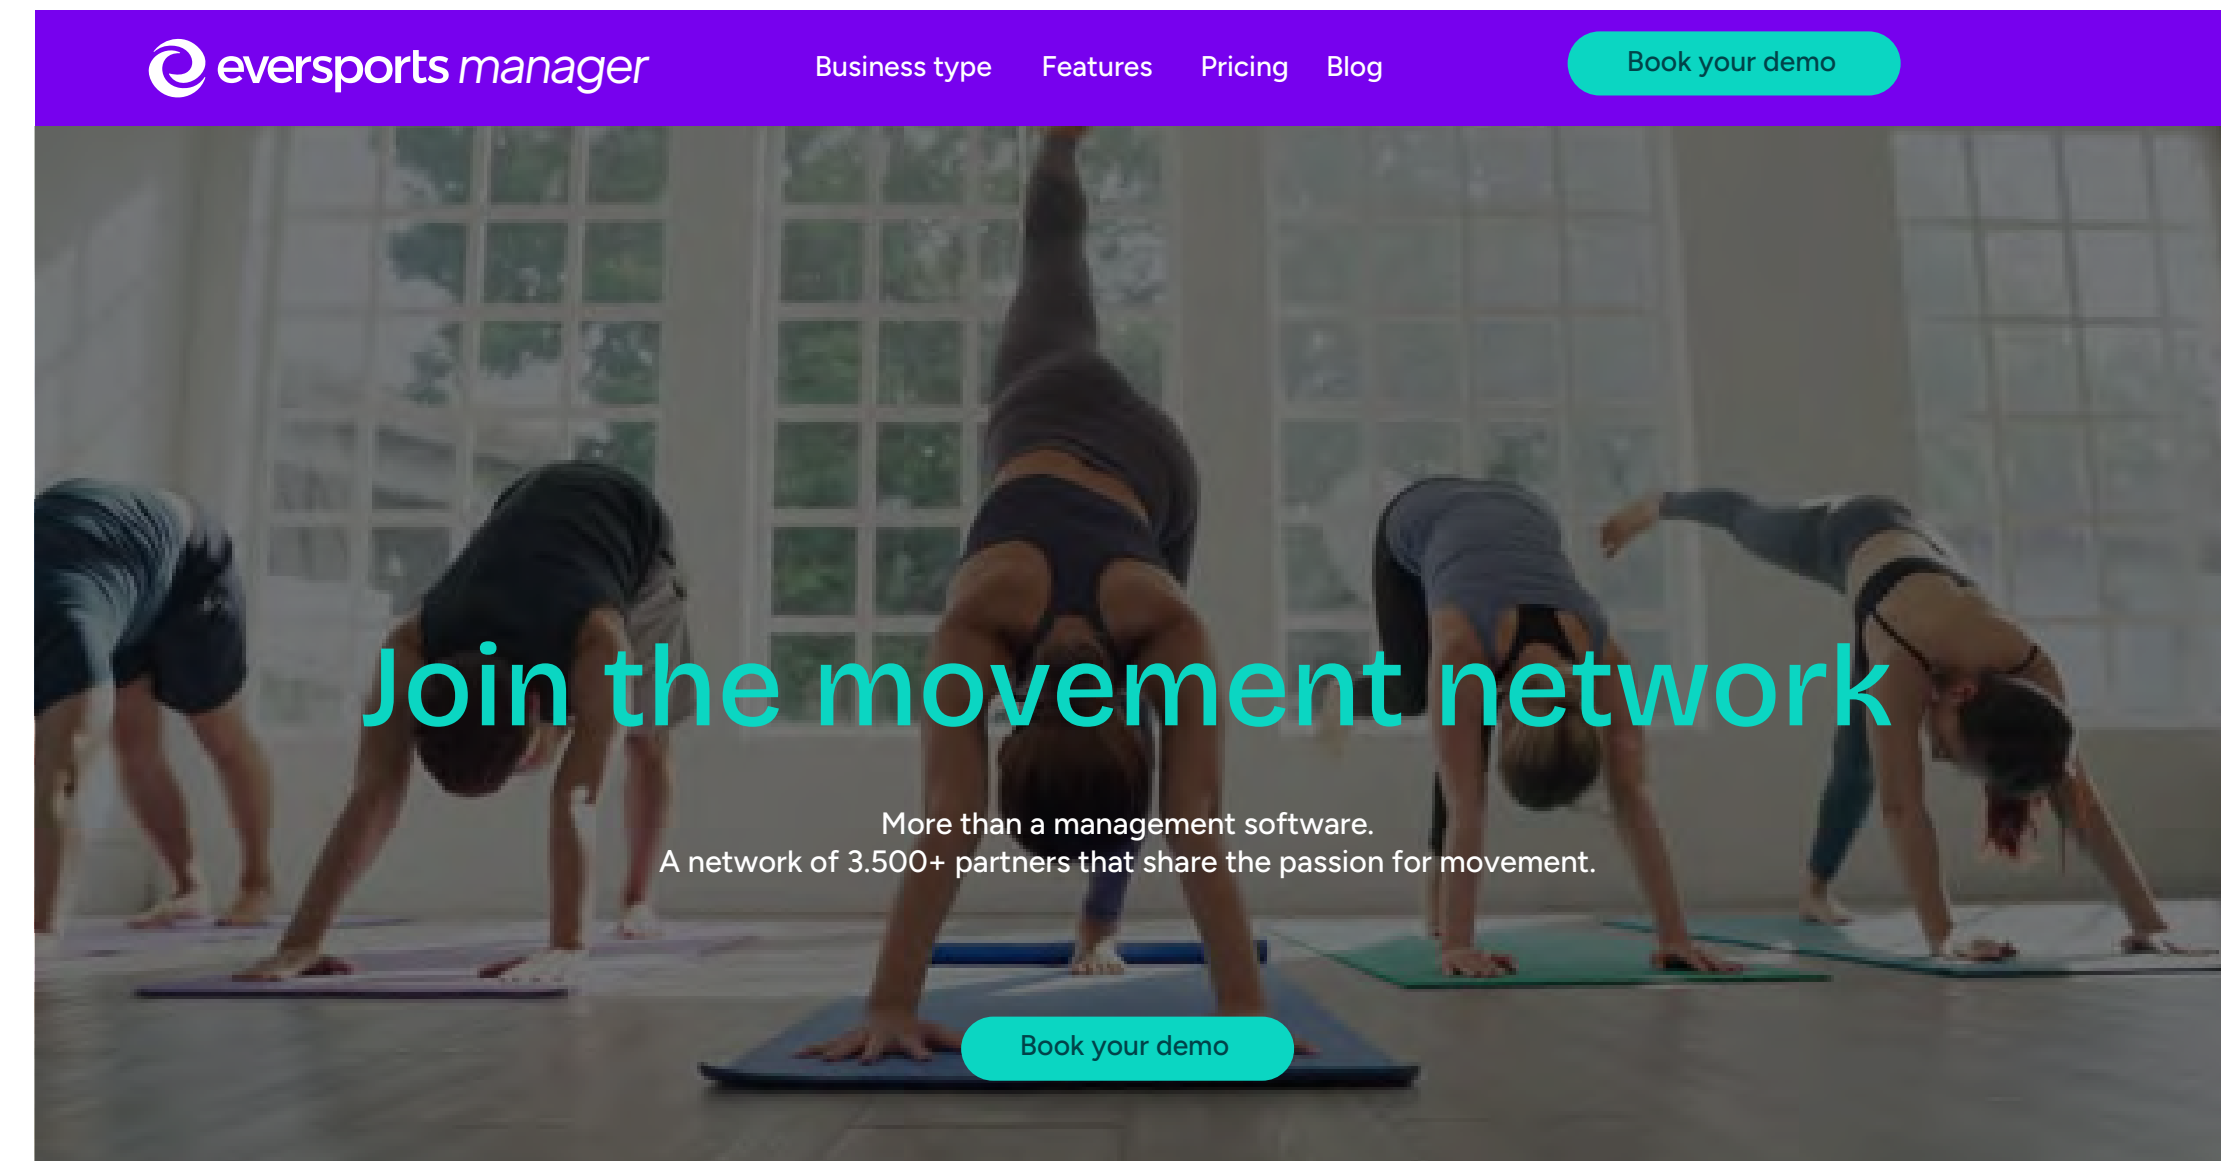 eversports manager
Business type
Features
Pricing
Blog
Book your demo
Join the movement network
More than a management software.
A network of 3.500+ partners that share the passion for movement.
Book your demo